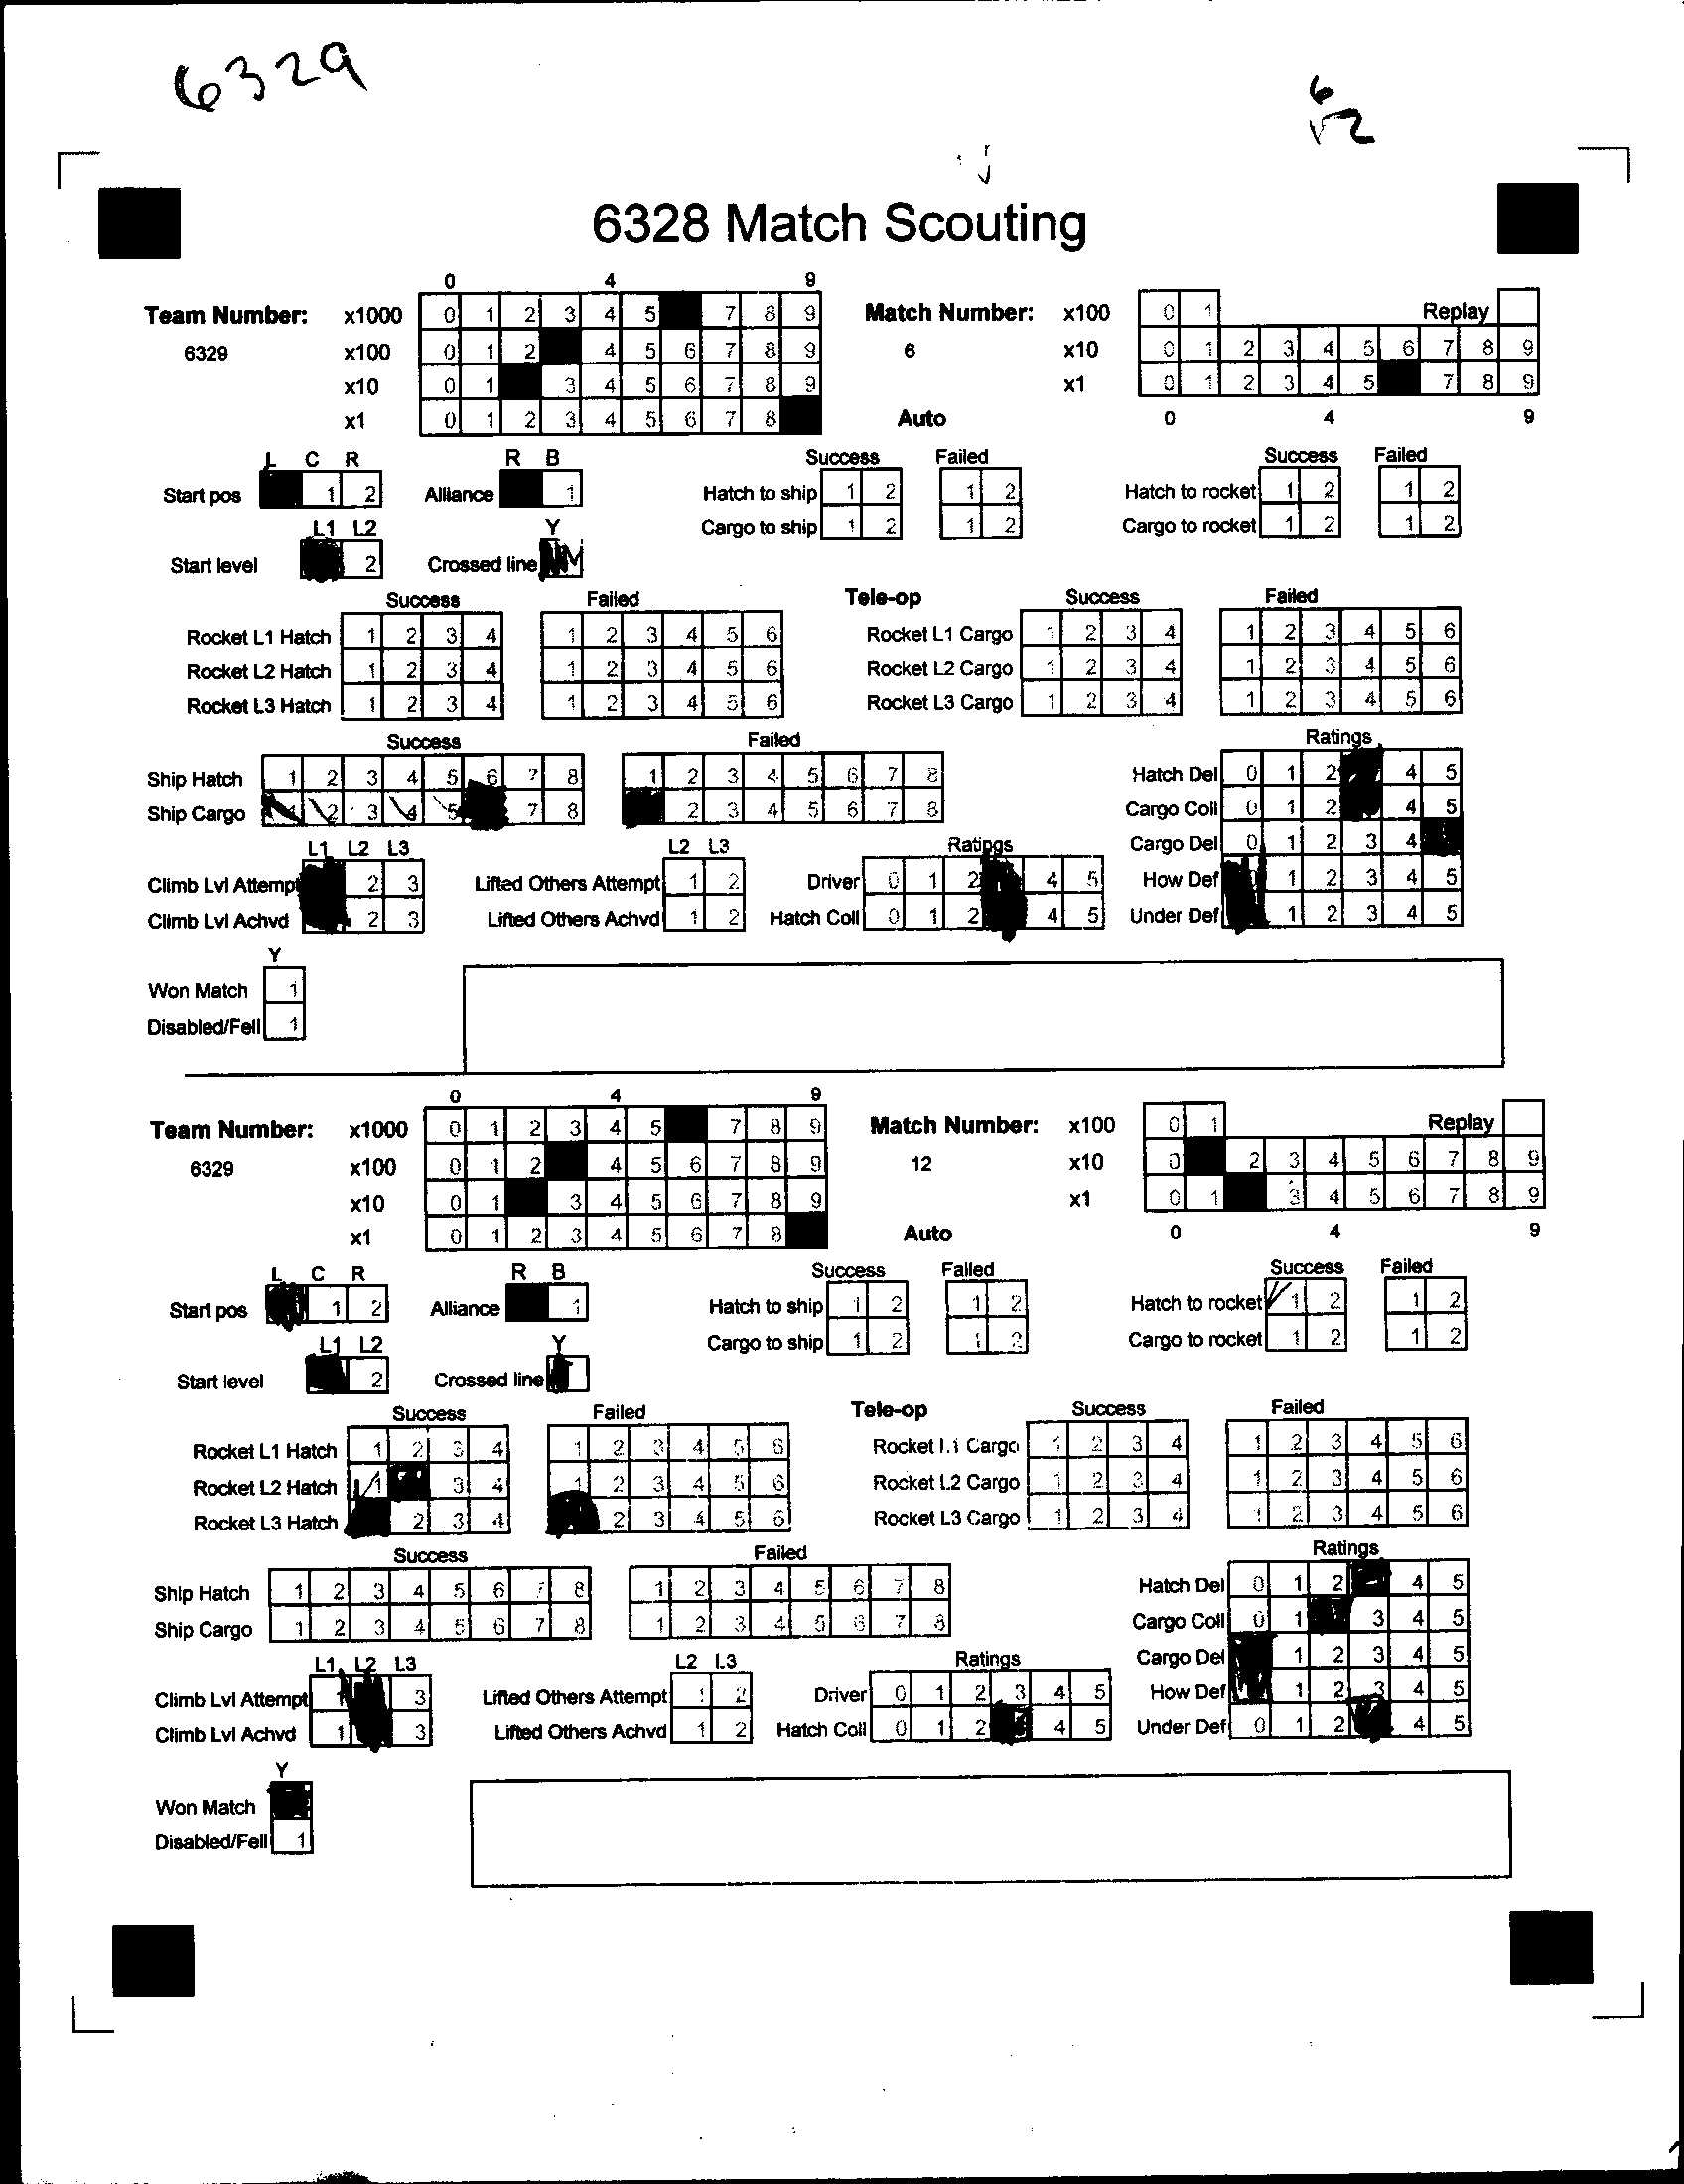 6329
6
12
6328 Match Scouting
0 4 9
Team Number: x1000 0 1 2 3 4 5 7 8 9 Match Number: x100 0 1 Replay
6329 x100 0 1 2 4 5 6 7 8 9 6 x10 0 1 2 3 4 5 6 7 8 9
x10 0 1 3 4 5 6 7 8 9 x1 0 1 2 3 4 5 7 8 9
x1 0 1 2 3 4 5 6 7 8 Auto 0 4 9
L C R R B Success Failed Success Failed
Start pos 1 2 Alliance 1 Hatch to ship 1 2 1 2 Hatch to rocket 1 2 1 2
L1 L2 Y Cargo to ship 1 2 1 2 Cargo to rocket 1 2 1 2
Start level 2 Crossed line
Success Failed Tele-op Success Failed
Rocket L1 Hatch 1 2 3 4 1 2 3 4 5 6 Rocket L1 Cargo 1 2 3 4 1 2 3 4 5 6
Rocket L2 Hatch 1 2 3 4 1 2 3 4 5 6 Rocket L2 Cargo 1 2 3 4 1 2 3 4 5 6
Rocket L3 Hatch 1 2 3 4 1 2 3 4 5 6 Rocket L3 Cargo 1 2 3 4 1 2 3 4 5 6
Success Failed Ratings
Ship Hatch 1 2 3 4 5 6 7 8 1 2 3 4 5 6 7 8 Hatch Del 0 1 2 4 5
Ship Cargo 2 3 4 5 7 8 2 3 4 5 6 7 8 Cargo Coll 0 1 2 4 5
L1 L2 L3 L2 L3 Ratings Cargo Del 0 1 2 3 4
Climb Lvl Attempt 2 3 Lifted Others Attempt 1 2 Driver 0 1 2 4 5 How Def 1 2 3 4 5
Climb Lvl Achvd 2 3 Lifted Others Achvd 1 2 Hatch Coll 0 1 2 4 5 Under Def 1 2 3 4 5
Y
Won Match 1
Disabled/Fell 1
0 4 9
Team Number: x1000 0 1 2 3 4 5 7 8 9 Match Number: x100 0 1 Replay
6329 x100 0 1 2 4 5 6 7 8 9 12 x10 0 2 3 4 5 6 7 8 9
x10 0 1 3 4 5 6 7 8 9 x1 0 1 3 4 5 6 7 8 9
x1 0 1 2 3 4 5 6 7 8 Auto 0 4 9
L C R R B Success Failed Success Failed
Start pos 1 2 Alliance 1 Hatch to ship 1 2 1 2 Hatch to rocket 1 2 1 2
L1 L2 Y Cargo to ship 1 2 1 2 Cargo to rocket 1 2 1 2
Start level 2 Crossed line
Success Failed Tele-op Success Failed
Rocket L1 Hatch 1 2 3 4 1 2 3 4 5 6 Rocket L1 Cargo 1 2 3 4 1 2 3 4 5 6
Rocket L2 Hatch 1 3 4 1 2 3 4 5 6 Rocket L2 Cargo 1 2 3 4 1 2 3 4 5 6
Rocket L3 Hatch 2 3 4 2 3 4 5 6 Rocket L3 Cargo 1 2 3 4 1 2 3 4 5 6
Success Failed Ratings
Ship Hatch 1 2 3 4 5 6 7 8 1 2 3 4 5 6 7 8 Hatch Del 0 1 2 4 5
Ship Cargo 1 2 3 4 5 6 7 8 1 2 3 4 5 6 7 8 Cargo Coll 0 1 3 4 5
L1 L2 L3 L2 L3 Ratings Cargo Del 1 2 3 4 5
Climb Lvl Attempt 1 3 Lifted Others Attempt 1 2 Driver 0 1 2 3 4 5 How Def 1 2 3 4 5
Climb Lvl Achvd 1 3 Lifted Others Achvd 1 2 Hatch Coll 0 1 2 4 5 Under Def 0 1 2 4 5
Y
Won Match
Disabled/Fell 1